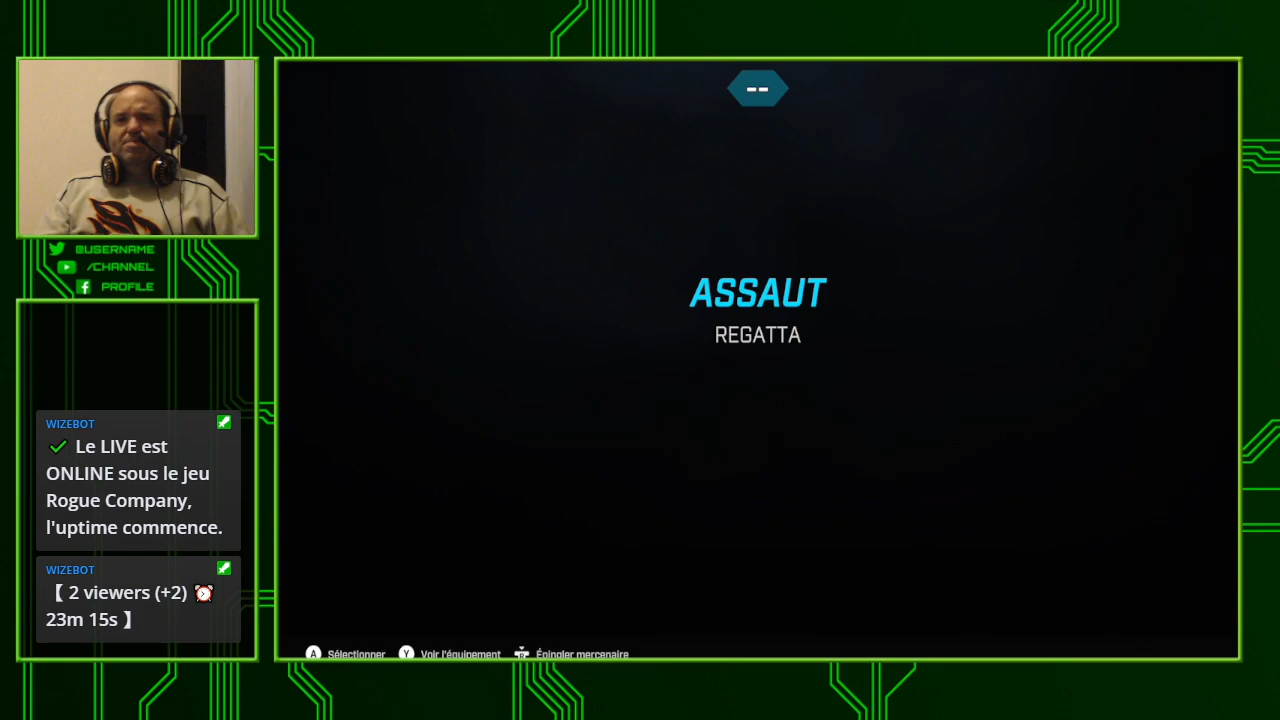 --
ASSAUT
REGATTA
@USERNAME
/CHANNEL
PROFILE
WIZEBOT
Le LIVE est
ONLINE sous le jeu
Rogue Company,
l'uptime commence.
WIZEBOT
【 2 viewers (+2)
23m 15s 】
A Sélectionner Y Voir l'équipement R Épingler mercenaire